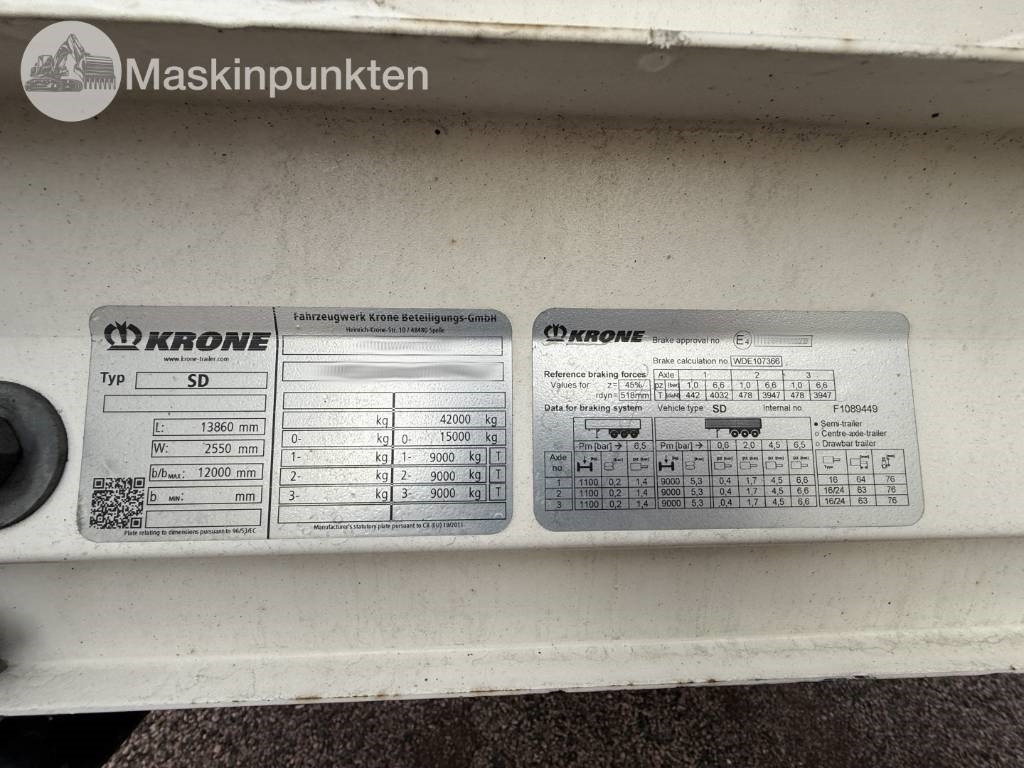 Maskinpunkten
KRONE
www.krone-trailer.com
Typ SD
L: 13860 mm
W: 2550 mm
b/b MAX: 12000 mm
b MIN: mm
Plate relating to dimensions pursuant to 96/53/EC
Fahrzeugwerk Krone Beteiligungs-GmbH
Heinrich-Krone-Str. 10 / 48480 Spelle
kg 42000 kg
0- kg 0- 15000 kg
1- kg 1- 9000 kg T
2- kg 2- 9000 kg T
3- kg 3- 9000 kg T
Manufacturer's statutory plate pursuant to CR (EU) 19/2011
KRONE
Brake approval no E4
Brake calculation no. WDE107366
Reference braking forces Axle 1 2 3
Values for z= 45% pz [bar] 1,0 6,6 1,0 6,6 1,0 6,6
rdyn= 518mm T [daN] 442 4032 478 3947 478 3947
Data for braking system Vehicle type SD Internal no. F1089449
Semi-trailer
Centre-axle-trailer
Drawbar trailer
Pm [bar] → 6,5 Pm [bar] → 0,6 2,0 4,5 6,5
Axle no.
Type
1 1100 0,2 1,4 9000 5,3 0,4 1,7 4,5 6,6 16 64 76
2 1100 0,2 1,4 9000 5,3 0,4 1,7 4,5 6,6 16/24 63 76
3 1100 0,2 1,4 9000 5,3 0,4 1,7 4,5 6,6 16/24 63 76